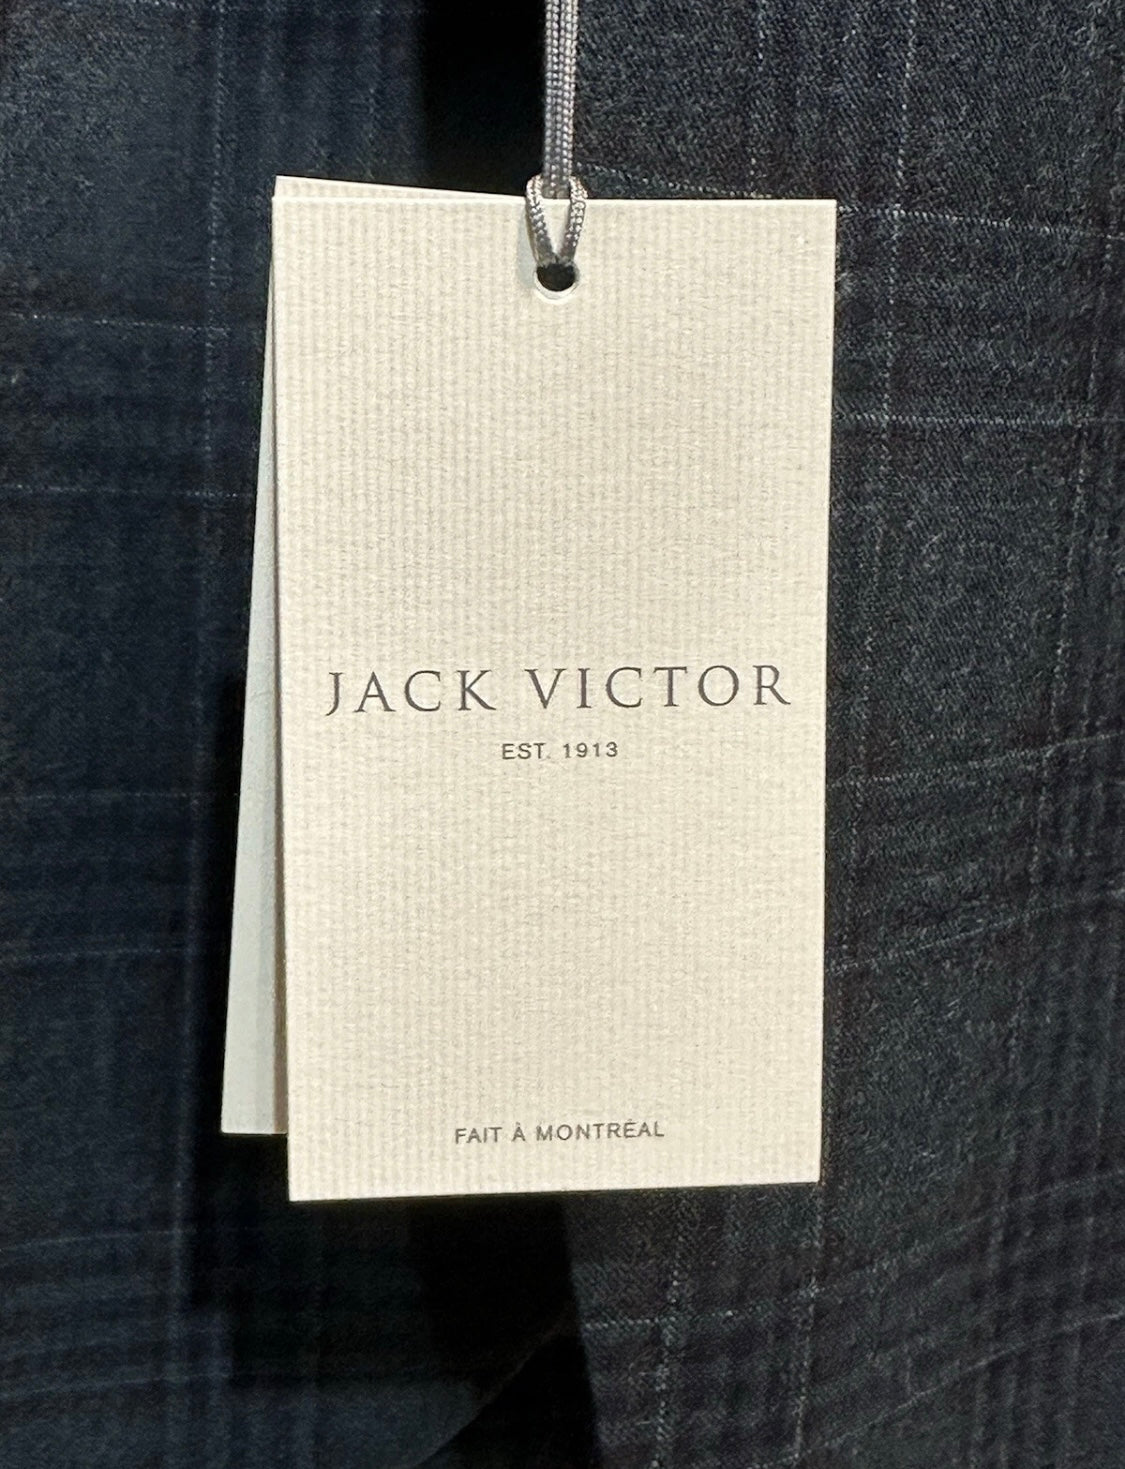 JACK VICTOR
EST. 1913
FAIT À MONTRÉAL